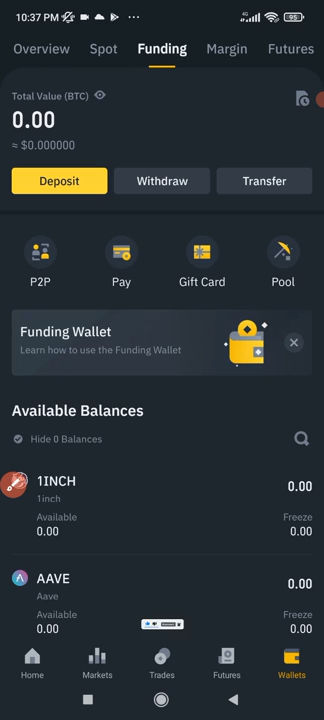 10:37 PM
4G
95
Overview Spot Funding Margin Futures
Total Value (BTC)
0.00
≈ $0.000000
Deposit Withdraw Transfer
P2P Pay Gift Card Pool
Funding Wallet
Learn how to use the Funding Wallet
Available Balances
Hide 0 Balances
1INCH 0.00
1inch
Available Freeze
0.00 0.00
AAVE 0.00
Aave
Available Freeze
0.00 0.00
Home Markets Trades Futures Wallets